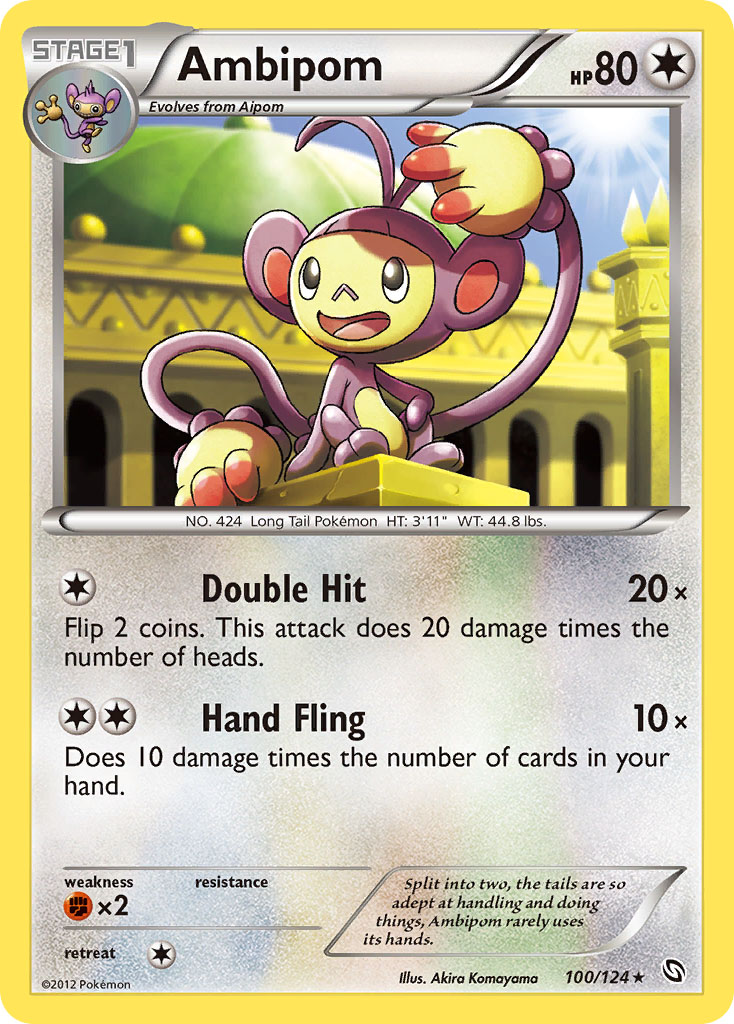 STAGE1
Ambipom
HP80
Evolves from Aipom
NO. 424 Long Tail Pokémon HT: 3'11" WT: 44.8 lbs.
Double Hit 20×
Flip 2 coins. This attack does 20 damage times the
number of heads.
Hand Fling 10×
Does 10 damage times the number of cards in your
hand.
weakness resistance
×2
retreat
Split into two, the tails are so
adept at handling and doing
things, Ambipom rarely uses
its hands.
©2012 Pokémon
Illus. Akira Komayama 100/124 ★